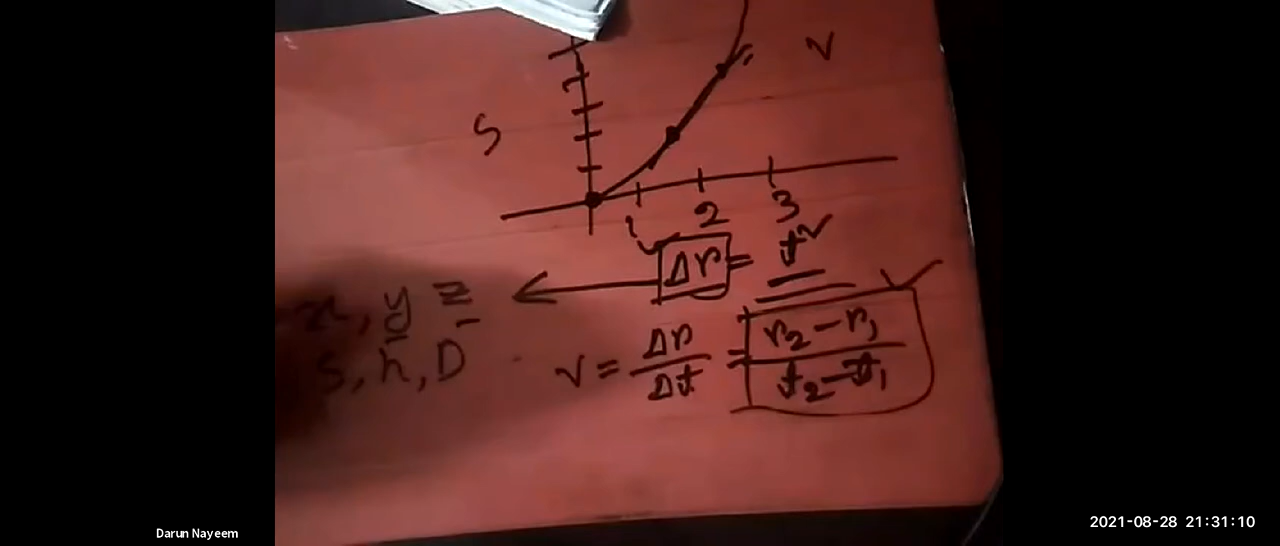 S
v
1 2 3
Δr = t²
x, y z
s, h, D
v = Δr/Δt = r₂ - r₁/t₂ - t₁
Darun Nayeem
2021-08-28 21:31:10